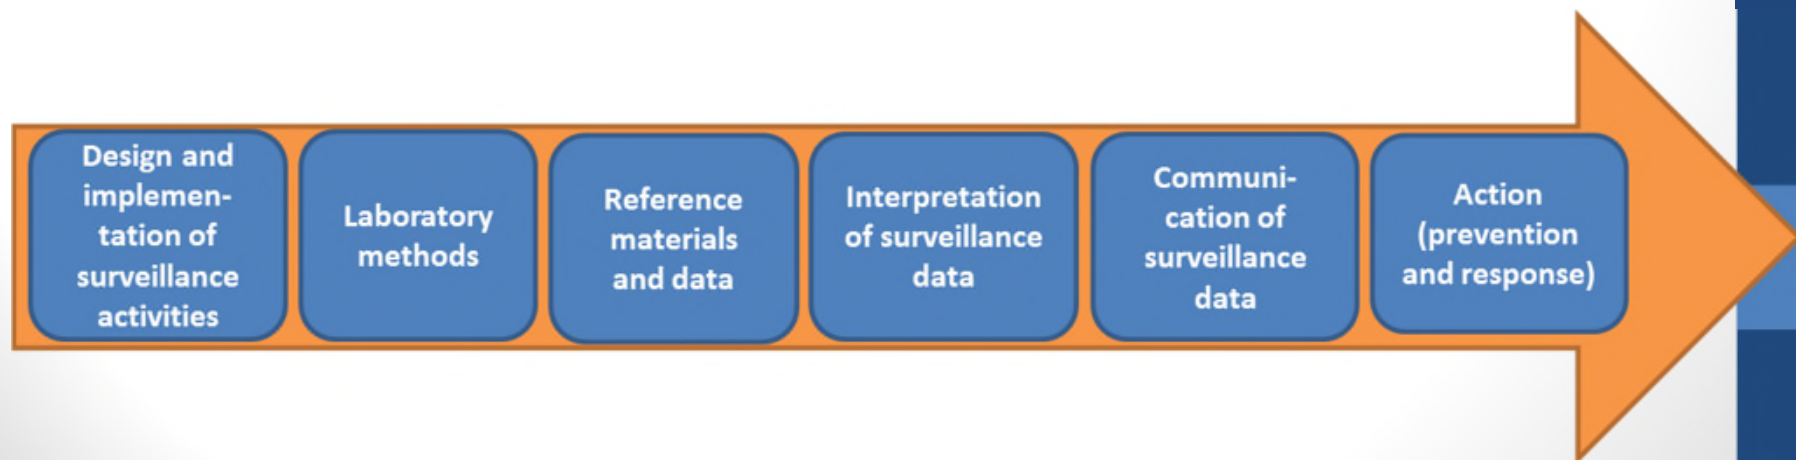 Design and
implemen-
tation of
surveillance
activities
Laboratory
methods
Reference
materials
and data
Interpretation
of surveillance
data
Communi-
cation of
surveillance
data
Action
(prevention
and response)